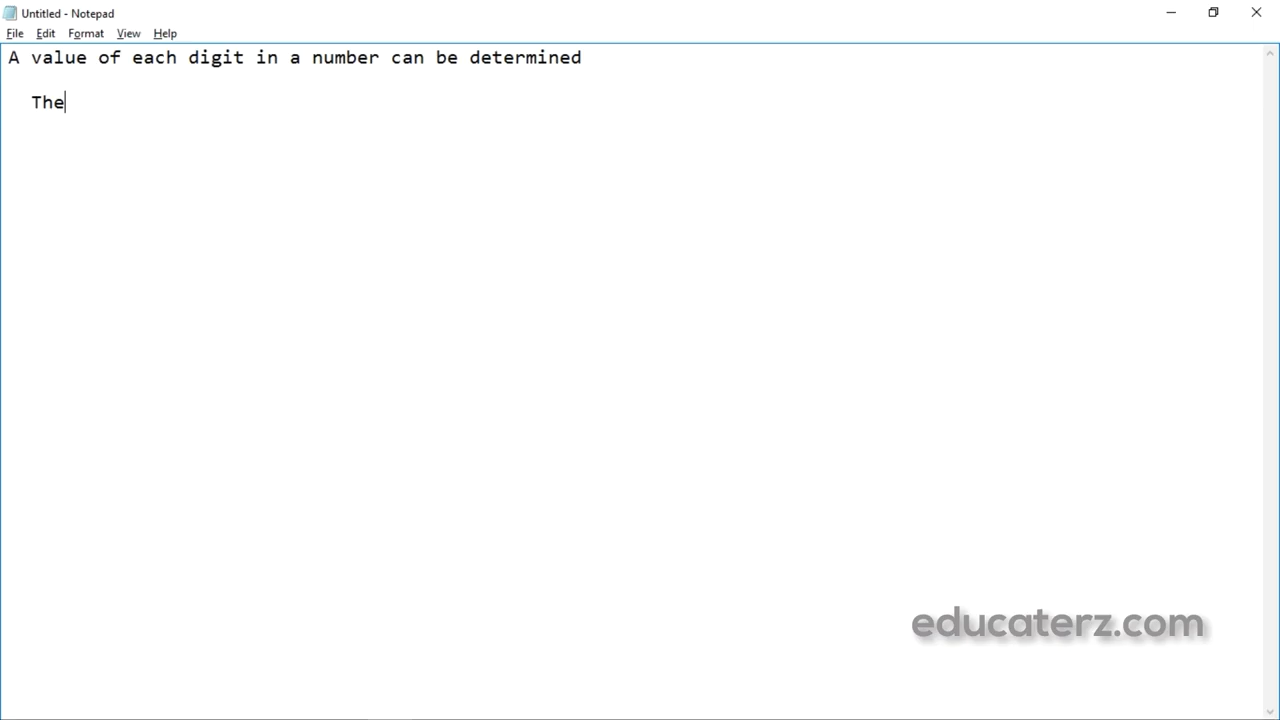 Untitled - Notepad
File Edit Format View Help
A value of each digit in a number can be determined
The
educaterz.com